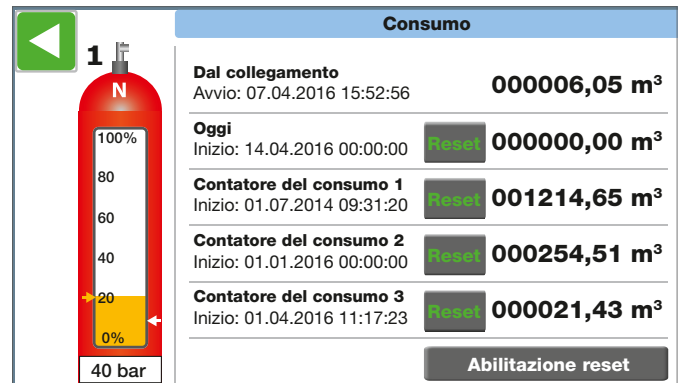 Consumo
1
N
100%
80
60
40
20
0%
40 bar
Dal collegamento
Avvio: 07.04.2016 15:52:56
000006,05 m³
Oggi
Inizio: 14.04.2016 00:00:00
Reset
000000,00 m³
Contatore del consumo 1
Inizio: 01.07.2014 09:31:20
Reset
001214,65 m³
Contatore del consumo 2
Inizio: 01.01.2016 00:00:00
Reset
000254,51 m³
Contatore del consumo 3
Inizio: 01.04.2016 11:17:23
Reset
000021,43 m³
Abilitazione reset